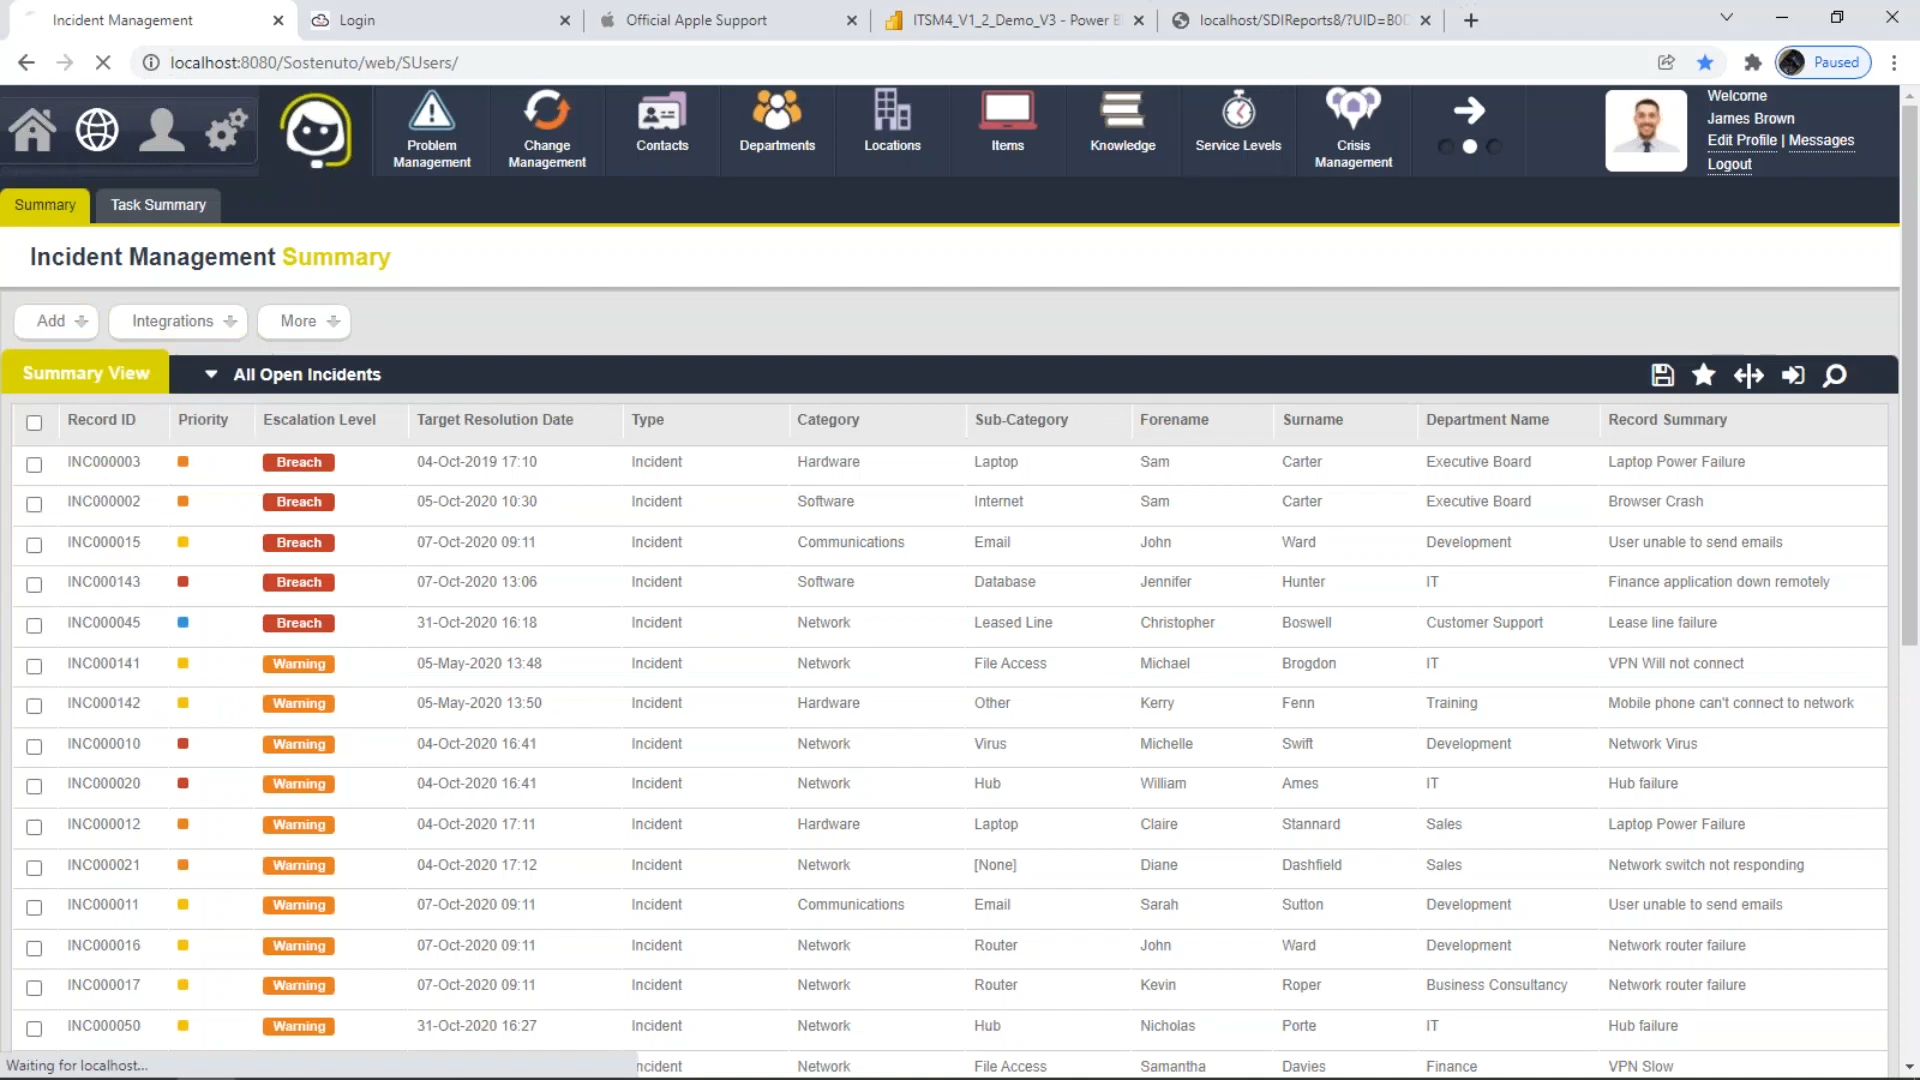 Incident Management
Login
Official Apple Support
ITSM4_V1_2_Demo_V3 - Power B
localhost/SDIReports8/?UID=B0
localhost:8080/Sostenuto/web/SUsers/
Paused
Problem Management
Change Management
Contacts
Departments
Locations
Items
Knowledge
Service Levels
Crisis Management
Welcome
James Brown
Edit Profile | Messages
Logout
Summary
Task Summary
Incident Management Summary
Add
Integrations
More
Summary View
All Open Incidents
Record ID Priority Escalation Level Target Resolution Date Type Category Sub-Category Forename Surname Department Name Record Summary
INC000003 Breach 04-Oct-2019 17:10 Incident Hardware Laptop Sam Carter Executive Board Laptop Power Failure
INC000002 Breach 05-Oct-2020 10:30 Incident Software Internet Sam Carter Executive Board Browser Crash
INC000015 Breach 07-Oct-2020 09:11 Incident Communications Email John Ward Development User unable to send emails
INC000143 Breach 07-Oct-2020 13:06 Incident Software Database Jennifer Hunter IT Finance application down remotely
INC000045 Breach 31-Oct-2020 16:18 Incident Network Leased Line Christopher Boswell Customer Support Lease line failure
INC000141 Warning 05-May-2020 13:48 Incident Network File Access Michael Brogdon IT VPN Will not connect
INC000142 Warning 05-May-2020 13:50 Incident Hardware Other Kerry Fenn Training Mobile phone can't connect to network
INC000010 Warning 04-Oct-2020 16:41 Incident Network Virus Michelle Swift Development Network Virus
INC000020 Warning 04-Oct-2020 16:41 Incident Network Hub William Ames IT Hub failure
INC000012 Warning 04-Oct-2020 17:11 Incident Hardware Laptop Claire Stannard Sales Laptop Power Failure
INC000021 Warning 04-Oct-2020 17:12 Incident Network [None] Diane Dashfield Sales Network switch not responding
INC000011 Warning 07-Oct-2020 09:11 Incident Communications Email Sarah Sutton Development User unable to send emails
INC000016 Warning 07-Oct-2020 09:11 Incident Network Router John Ward Development Network router failure
INC000017 Warning 07-Oct-2020 09:11 Incident Network Router Kevin Roper Business Consultancy Network router failure
INC000050 Warning 31-Oct-2020 16:27 Incident Network Hub Nicholas Porte IT Hub failure
Waiting for localhost... ncident Network File Access Samantha Davies Finance VPN Slow